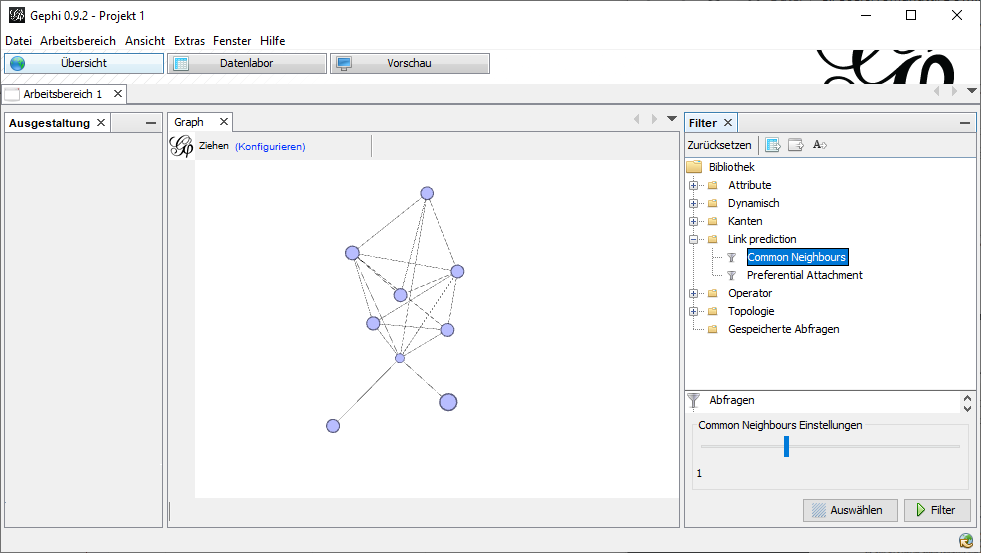 Gephi 0.9.2 - Projekt 1
Datei Arbeitsbereich Ansicht Extras Fenster Hilfe
Übersicht Datenlabor Vorschau
Arbeitsbereich 1
Ausgestaltung
Graph
Ziehen (Konfigurieren)
Filter
Zurücksetzen A
Bibliothek
Attribute
Dynamisch
Kanten
Link prediction
Common Neighbours
Preferential Attachment
Operator
Topologie
Gespeicherte Abfragen
Abfragen
Common Neighbours Einstellungen
1
Auswählen Filter